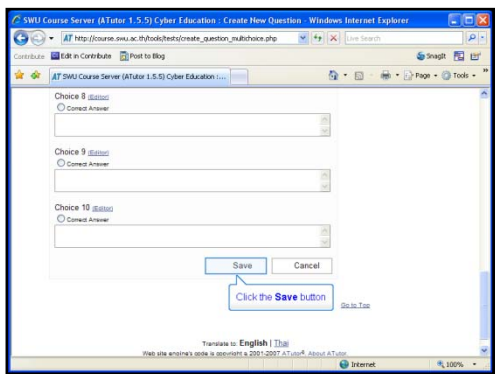 SWU Course Server (ATutor 1.5.5) Cyber Education : Create New Question - Windows Internet Explorer
AT http://course.swu.ac.th/tools/tests/create_question_multichoice.php
Live Search
Contribute Edit in Contribute Post to Blog SnagIt
AT SWU Course Server (ATutor 1.5.5) Cyber Education :... Page Tools
Choice 8 (Editor)
Correct Answer
Choice 9 (Editor)
Correct Answer
Choice 10 (Editor)
Correct Answer
Save Cancel
Click the Save button
Go to Top
Translate to English | Thai
Web site engine's code is copyright © 2001-2007 ATutor®. About ATutor.
Internet 100%